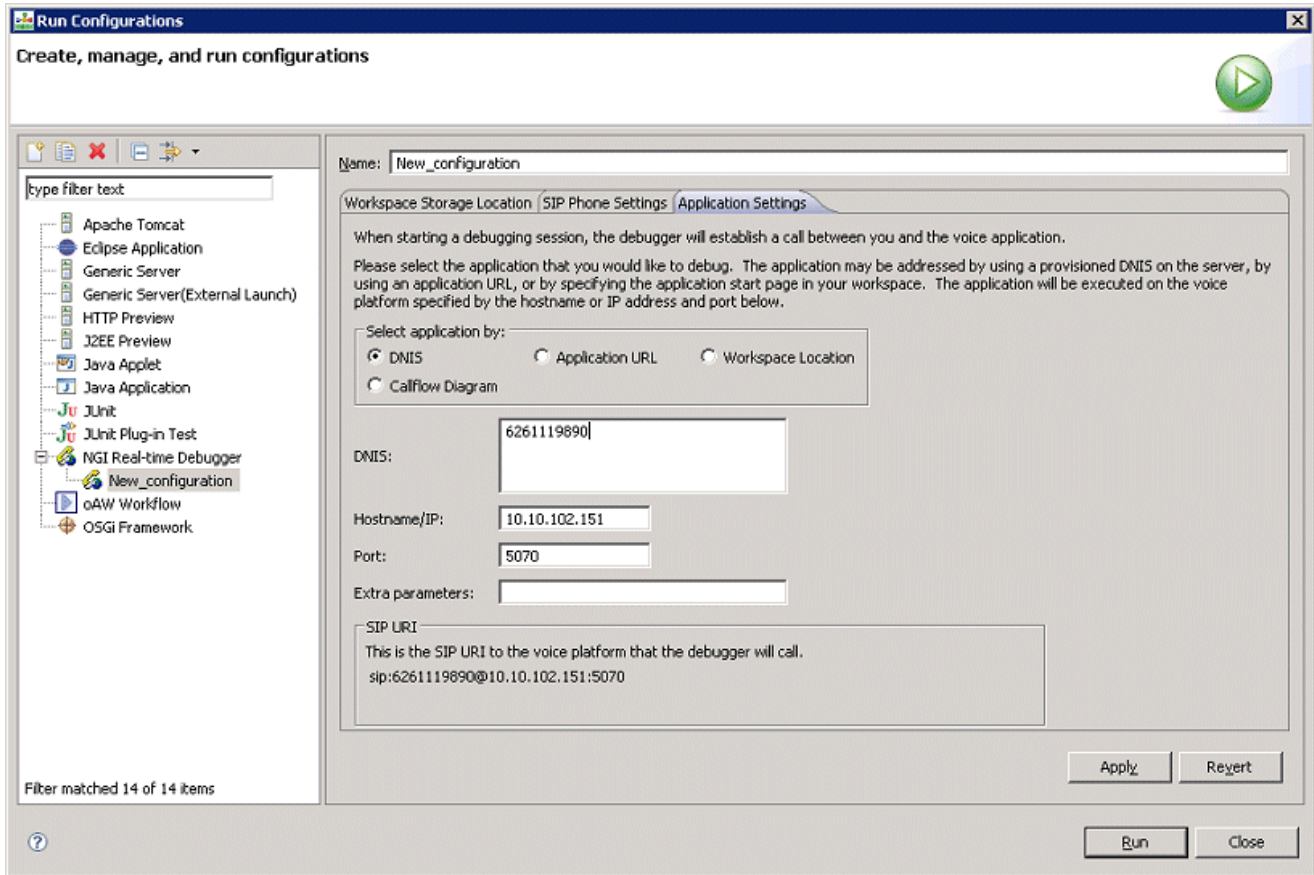 Run Configurations
Create, manage, and run configurations
type filter text
Apache Tomcat
Eclipse Application
Generic Server
Generic Server(External Launch)
HTTP Preview
J2EE Preview
Java Applet
Java Application
JUnit
JUnit Plug-in Test
NGI Real-time Debugger
New_configuration
oAW Workflow
OSGi Framework
Filter matched 14 of 14 items
Name: New_configuration
Workspace Storage Location SIP Phone Settings Application Settings
When starting a debugging session, the debugger will establish a call between you and the voice application.
Please select the application that you would like to debug. The application may be addressed by using a provisioned DNIS on the server, by
using an application URL, or by specifying the application start page in your workspace. The application will be executed on the voice
platform specified by the hostname or IP address and port below.
Select application by:
DNIS Application URL Workspace Location
Callflow Diagram
DNIS: 6261119890
Hostname/IP: 10.10.102.151
Port: 5070
Extra parameters:
SIP URI
This is the SIP URI to the voice platform that the debugger will call.
sip:6261119890@10.10.102.151:5070
Apply Revert
Run Close